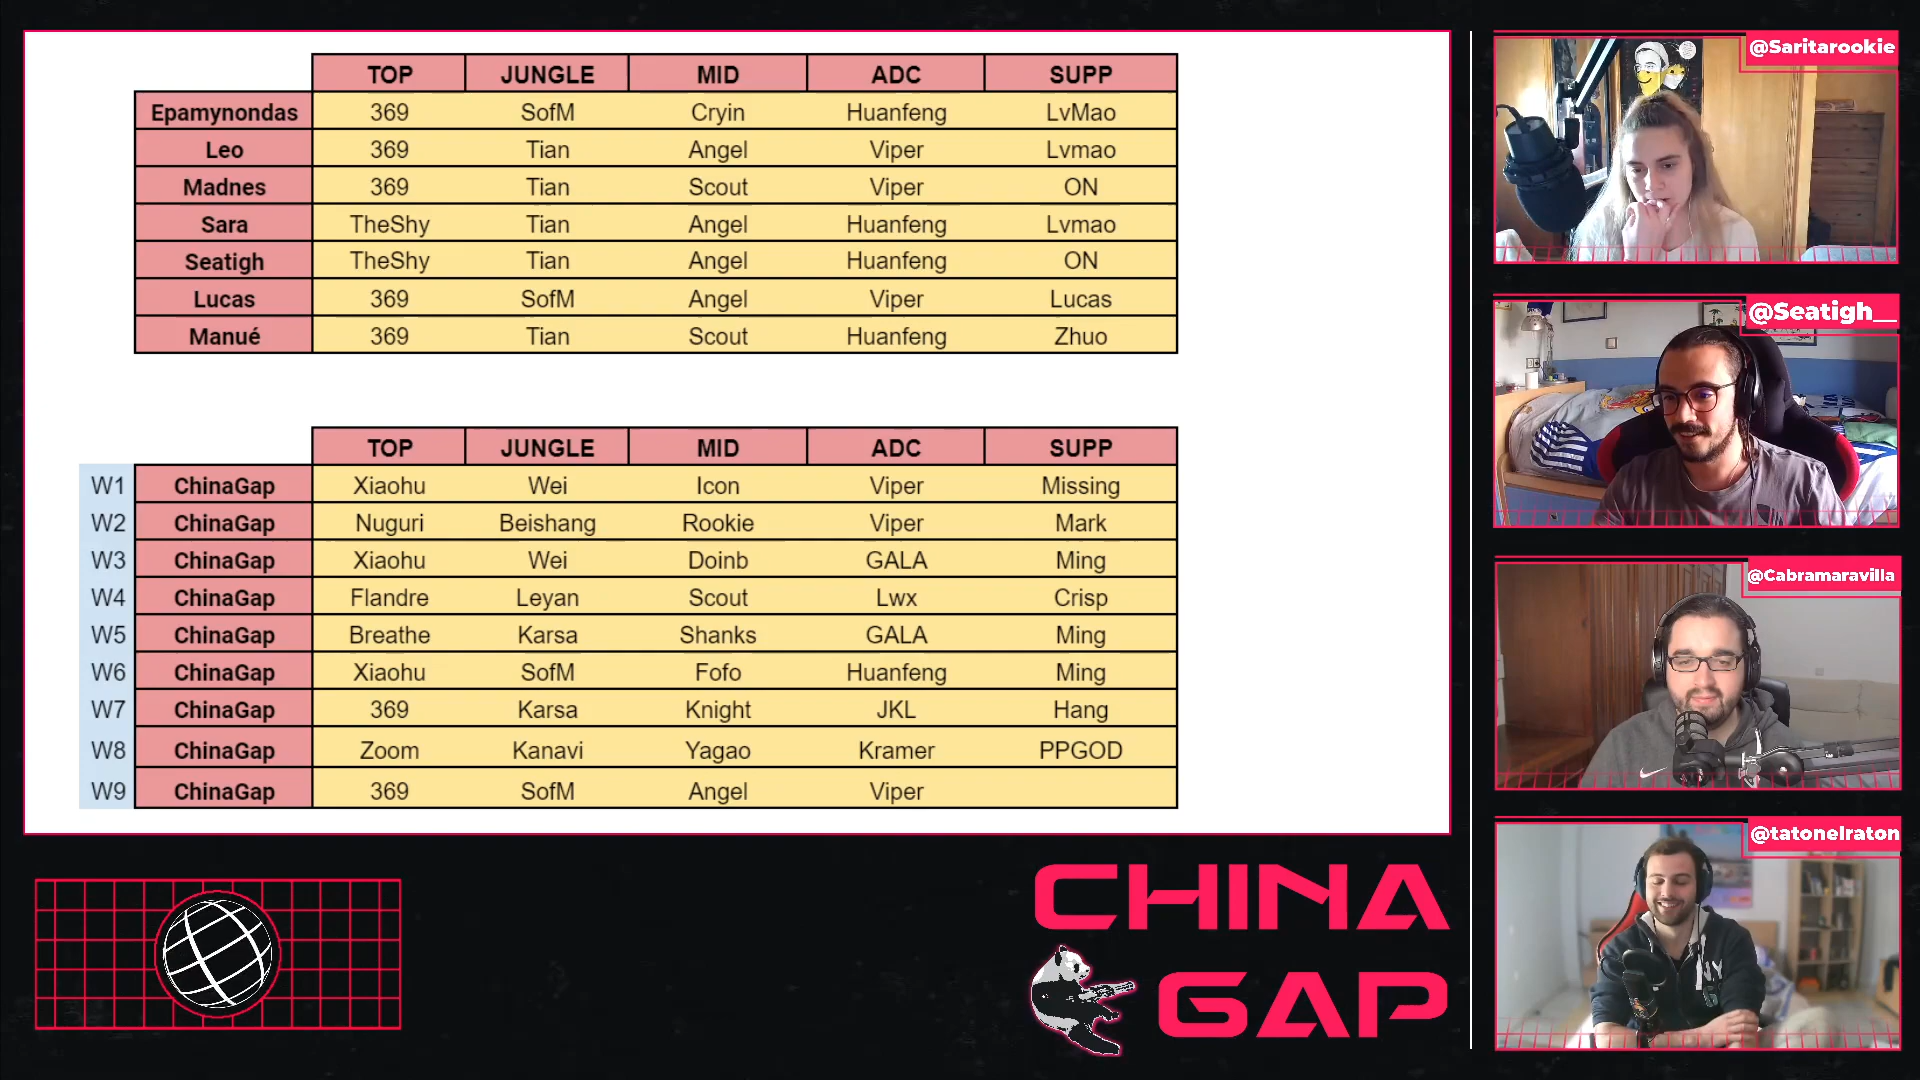 TOP JUNGLE MID ADC SUPP
Epamynondas 369 SofM Cryin Huanfeng LvMao
Leo 369 Tian Angel Viper Lvmao
Madnes 369 Tian Scout Viper ON
Sara TheShy Tian Angel Huanfeng Lvmao
Seatigh TheShy Tian Angel Huanfeng ON
Lucas 369 SofM Angel Viper Lucas
Manué 369 Tian Scout Huanfeng Zhuo
TOP JUNGLE MID ADC SUPP
W1 ChinaGap Xiaohu Wei Icon Viper Missing
W2 ChinaGap Nuguri Beishang Rookie Viper Mark
W3 ChinaGap Xiaohu Wei Doinb GALA Ming
W4 ChinaGap Flandre Leyan Scout Lwx Crisp
W5 ChinaGap Breathe Karsa Shanks GALA Ming
W6 ChinaGap Xiaohu SofM Fofo Huanfeng Ming
W7 ChinaGap 369 Karsa Knight JKL Hang
W8 ChinaGap Zoom Kanavi Yagao Kramer PPGOD
W9 ChinaGap 369 SofM Angel Viper
@Saritarookie
@Seatigh__
@Cabramaravilla
@tatonelraton
NY
CHINA
GAP